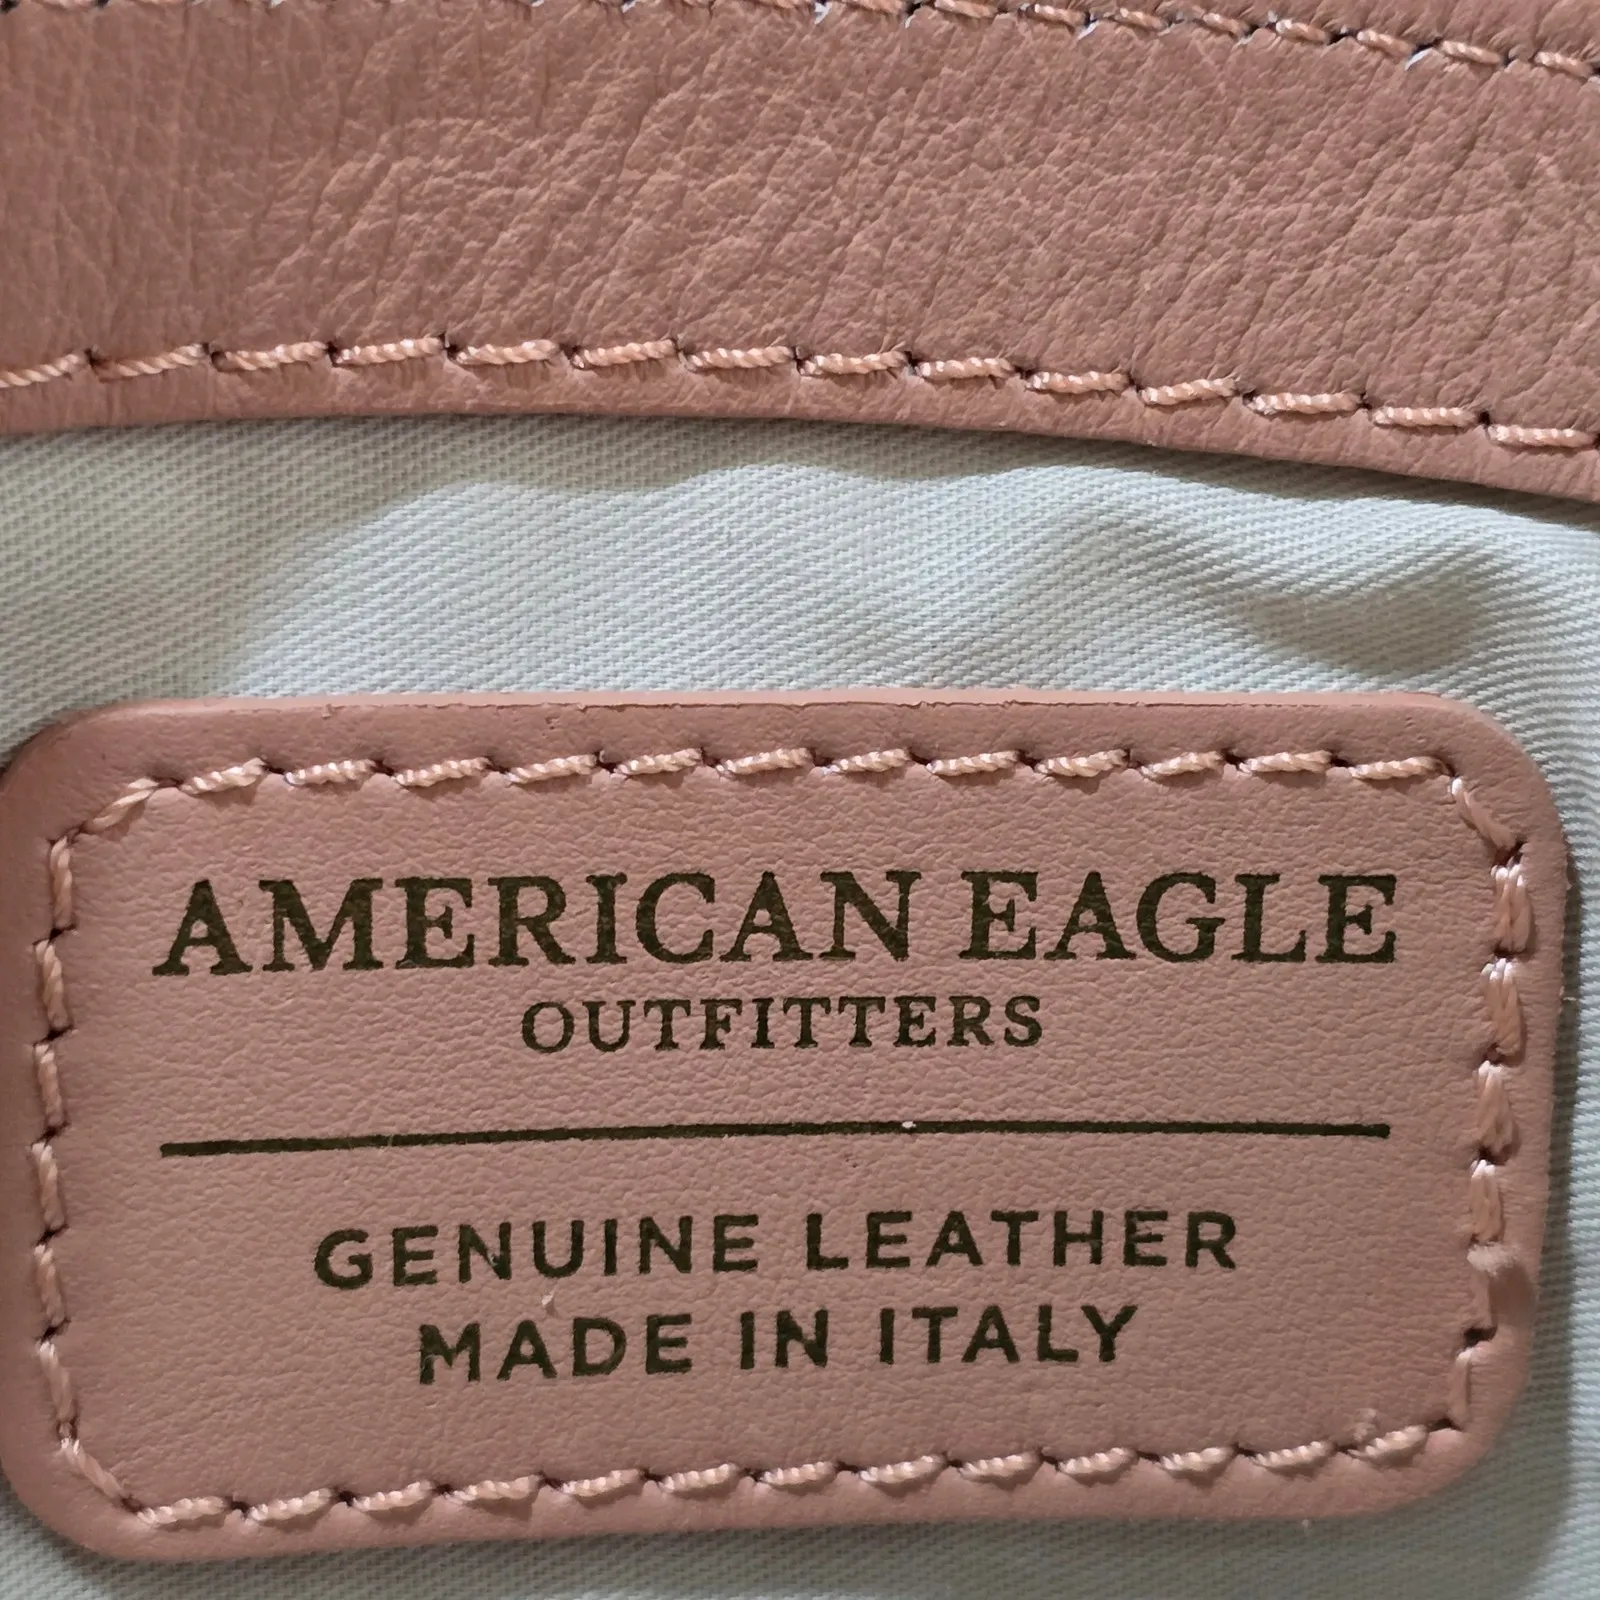 AMERICAN EAGLE
OUTFITTERS
GENUINE LEATHER
MADE IN ITALY